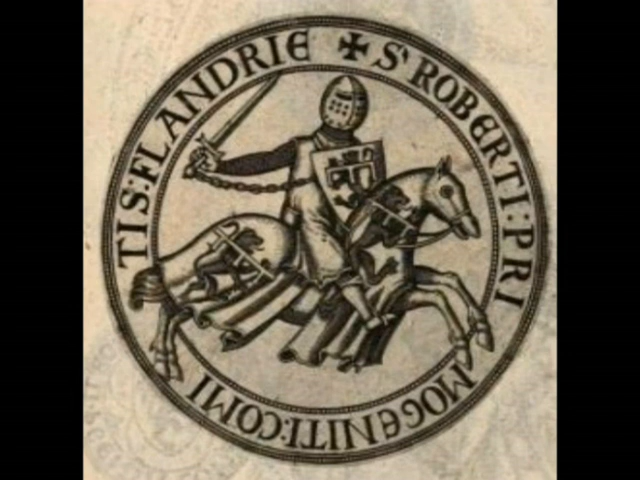 ✠ S' ROBERTI : PRIMOGENITI : COMITIS : FLANDRIE